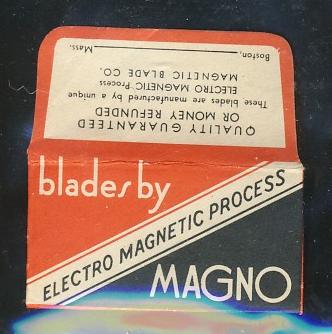 QUALITY GUARANTEED
OR MONEY REFUNDED
These blades are manufactured by a unique
ELECTRO MAGNETIC Process
MAGNETIC BLADE CO.
Boston, Mass.
blades by
ELECTRO MAGNETIC PROCESS
MAGNO